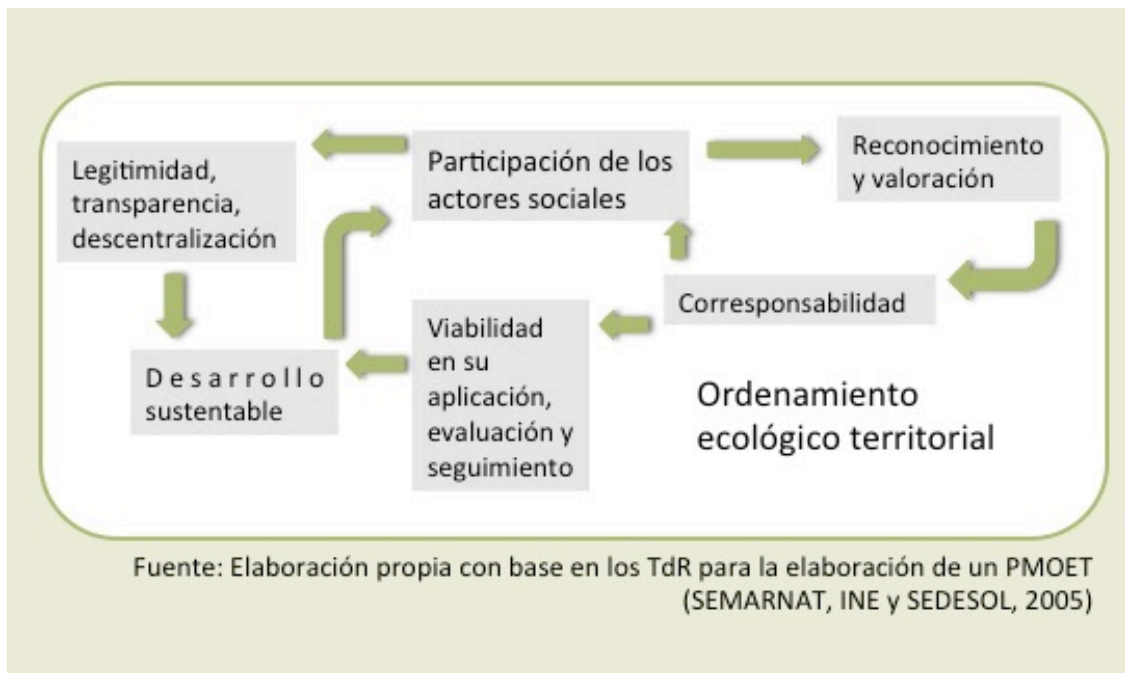 Legitimidad,
transparencia,
descentralización
Participación de los
actores sociales
Reconocimiento
y valoración
Corresponsabilidad
Viabilidad
en su
aplicación,
evaluación y
seguimiento
Desarrollo
sustentable
Ordenamiento
ecológico territorial
Fuente: Elaboración propia con base en los TdR para la elaboración de un PMOET
(SEMARNAT, INE y SEDESOL, 2005)